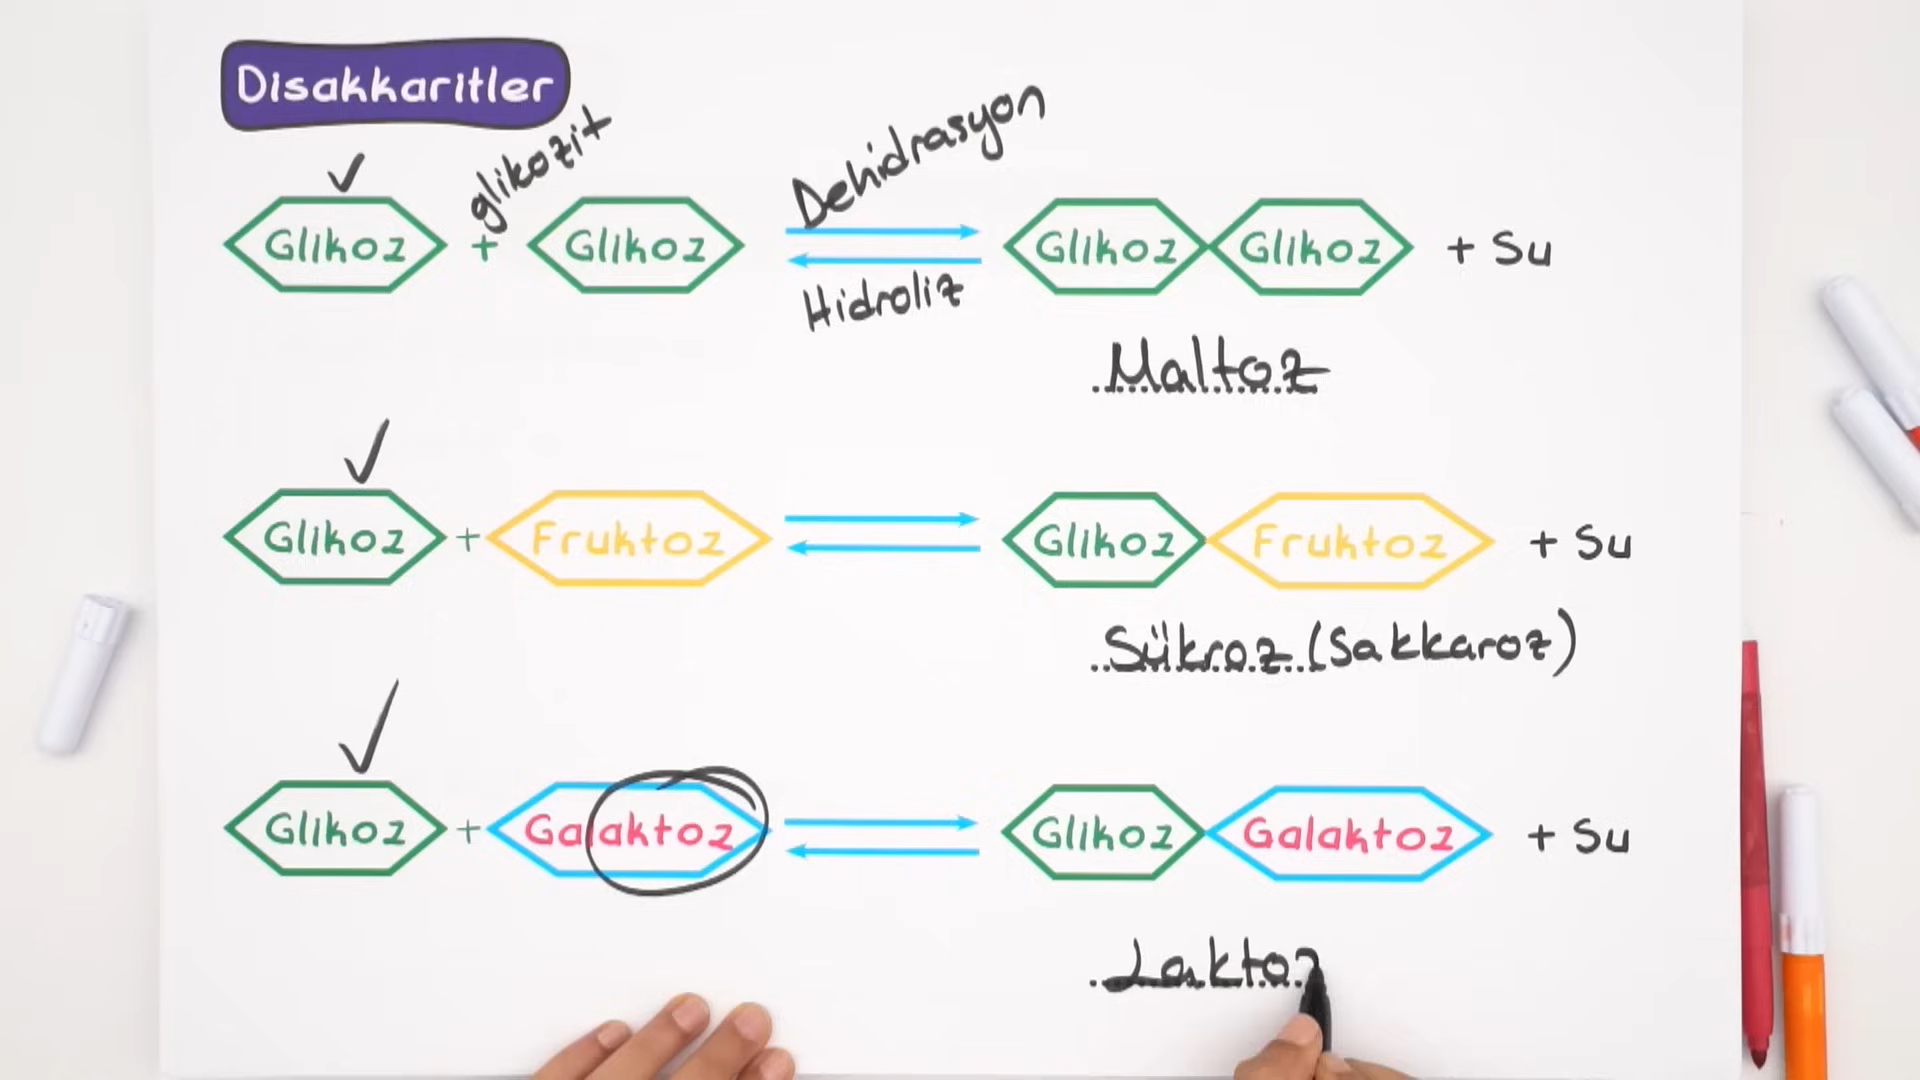 Disakkaritler
glikozit
Dehidrasyon
Glikoz + Glikoz Glikoz Glikoz + Su
Hidroliz
Maltoz
Glikoz + Fruktoz Glikoz Fruktoz + Su
Sükroz (Sakkaroz)
Glikoz + Galaktoz Glikoz Galaktoz + Su
Laktoz